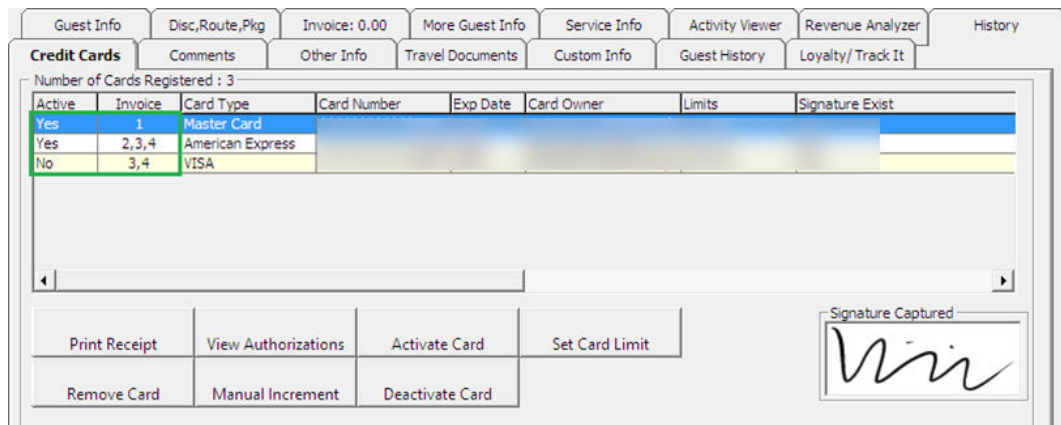 Guest Info Disc,Route,Pkg Invoice: 0.00 More Guest Info Service Info Activity Viewer Revenue Analyzer History
Credit Cards Comments Other Info Travel Documents Custom Info Guest History Loyalty/ Track It
Number of Cards Registered : 3
Active Invoice Card Type Card Number Exp Date Card Owner Limits Signature Exist
Yes 1 Master Card
Yes 2,3,4 American Express
No 3,4 VISA
Signature Captured
Print Receipt View Authorizations Activate Card Set Card Limit
Remove Card Manual Increment Deactivate Card